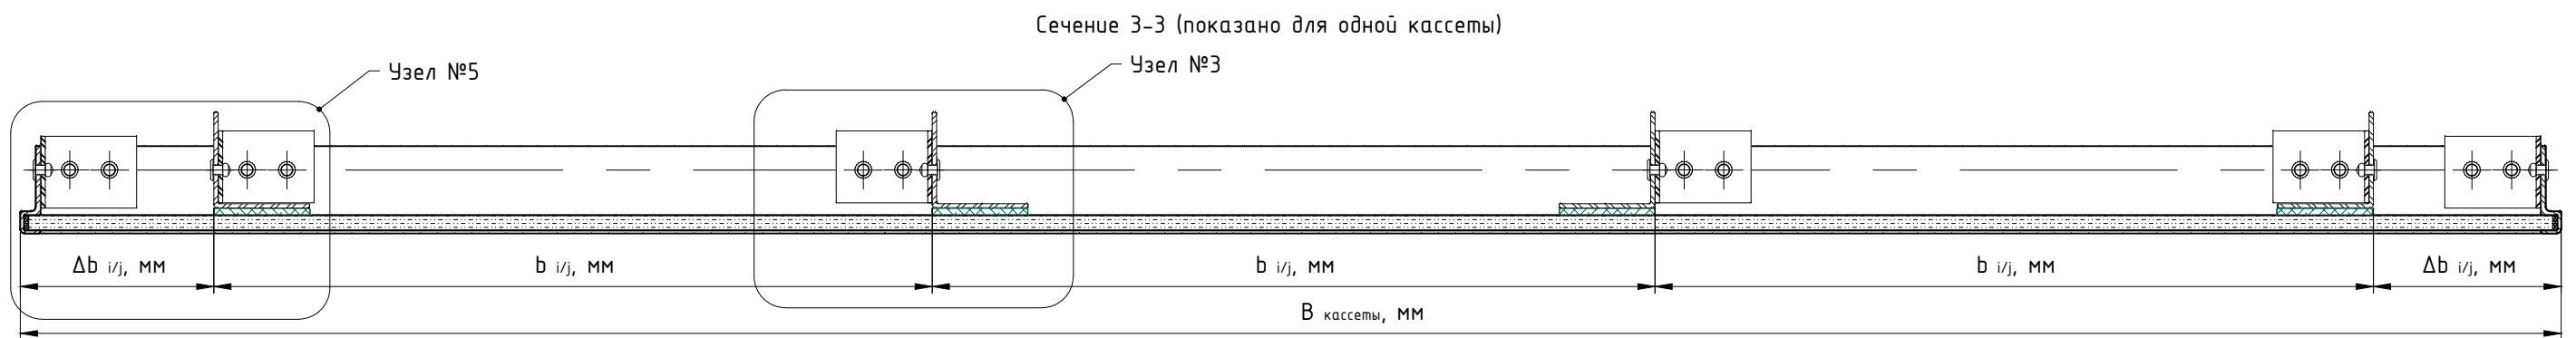 Сечение 3-3 (показано для одной кассеты)
Узел №5
Узел №3
Δb i/j, мм
b i/j, мм
b i/j, мм
b i/j, мм
Δb i/j, мм
B кассеты, мм